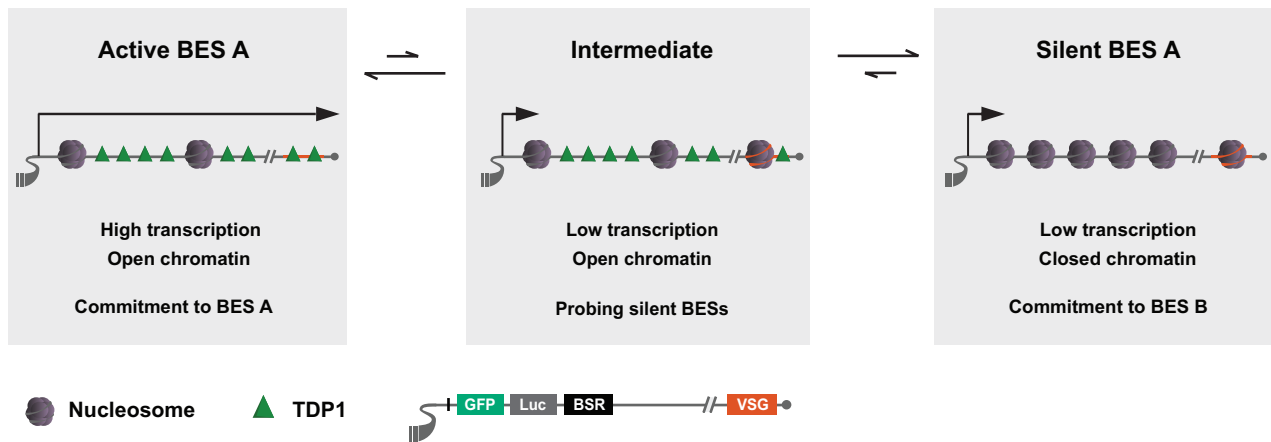 Active BES A
High transcription
Open chromatin
Commitment to BES A
Intermediate
Low transcription
Open chromatin
Probing silent BESs
Silent BES A
Low transcription
Closed chromatin
Commitment to BES B
Nucleosome
TDP1
GFP
Luc
BSR
VSG